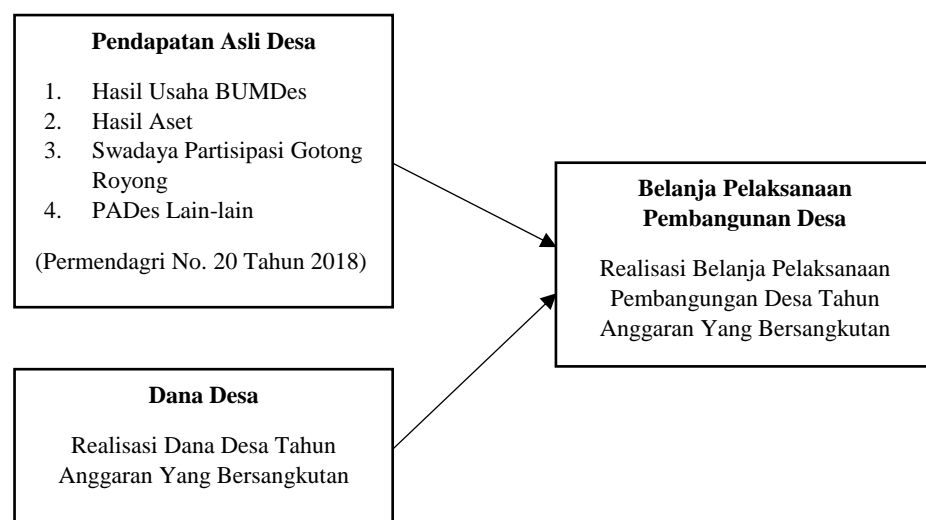 Pendapatan Asli Desa
1. Hasil Usaha BUMDes
2. Hasil Aset
3. Swadaya Partisipasi Gotong
Royong
4. PADes Lain-lain
(Permendagri No. 20 Tahun 2018)
Belanja Pelaksanaan
Pembangunan Desa
Realisasi Belanja Pelaksanaan
Pembangungan Desa Tahun
Anggaran Yang Bersangkutan
Dana Desa
Realisasi Dana Desa Tahun
Anggaran Yang Bersangkutan